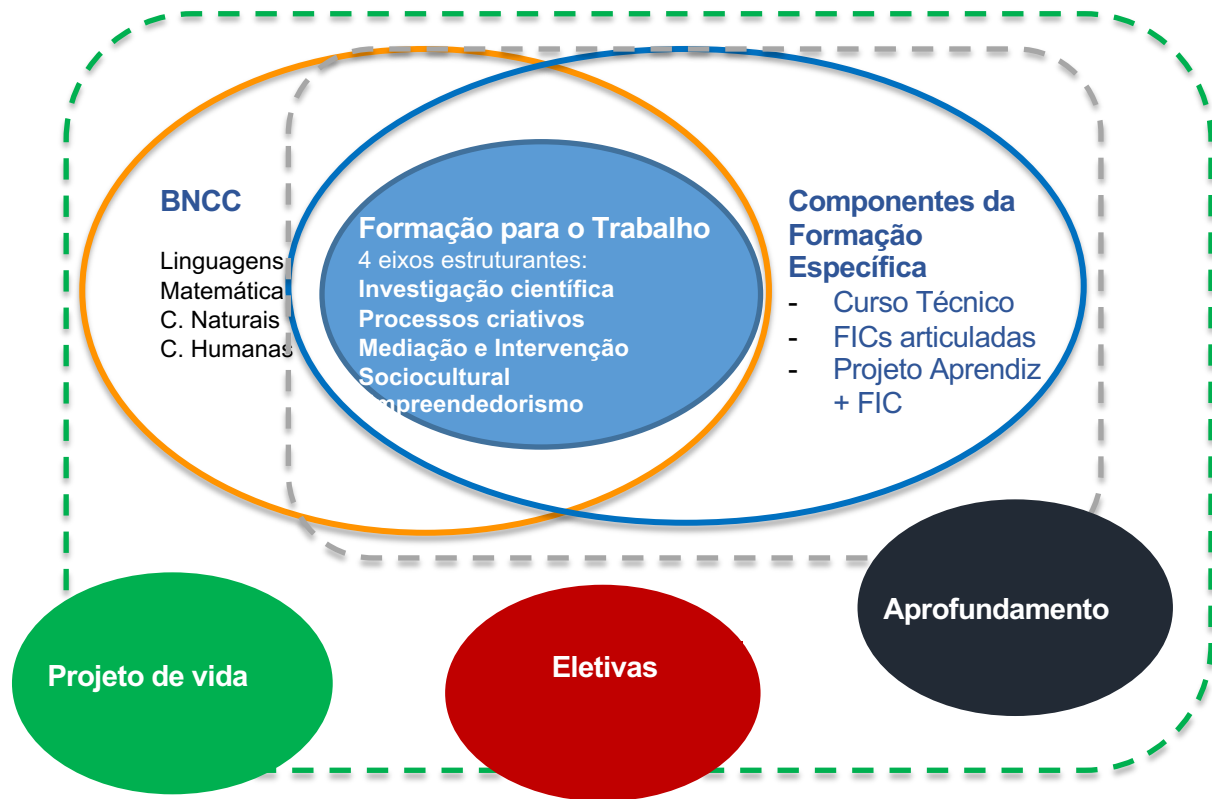 BNCC
Linguagens
Matemática
C. Naturais
C. Humanas
Formação para o Trabalho
4 eixos estruturantes:
Investigação científica
Processos criativos
Mediação e Intervenção
Sociocultural
Empreendedorismo
Componentes da
Formação
Específica
- Curso Técnico
- FICs articuladas
- Projeto Aprendiz
+ FIC
Aprofundamento
Projeto de vida
Eletivas